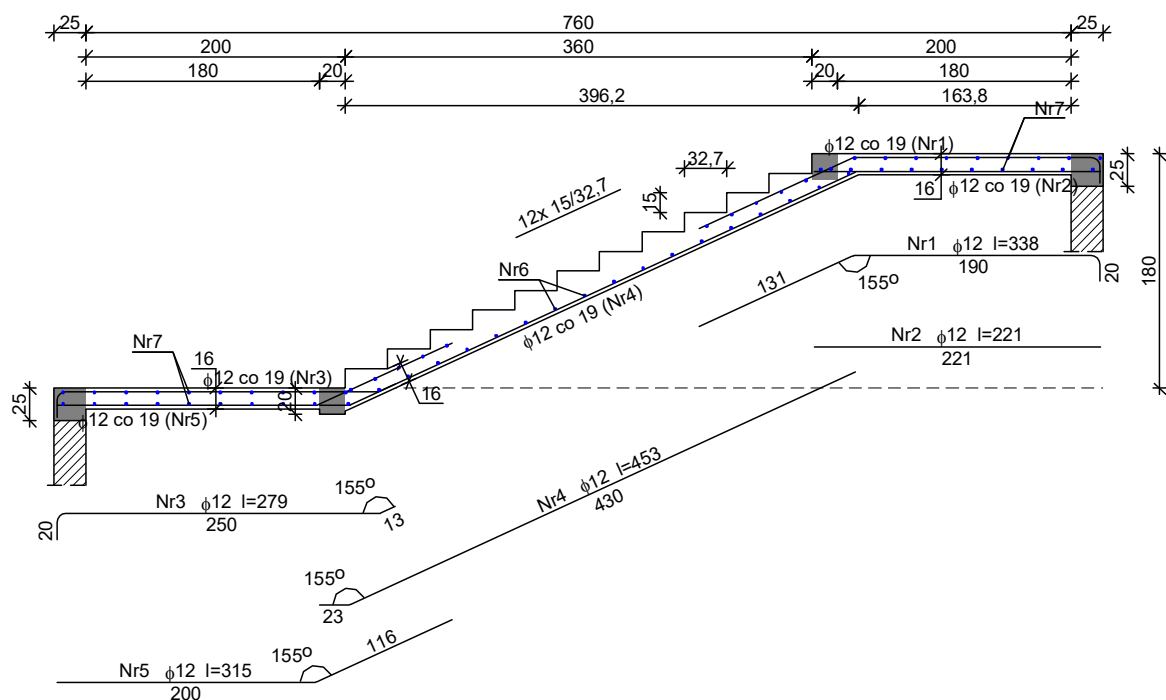 25 760 25
200 360 200
180 20 20 180
396,2 163,8
Nr7
ϕ12 co 19 (Nr1)
32,7
25
16 ϕ12 co 19 (Nr2)
12x 15/32,7
15
Nr1 ϕ12 l=338
190
20
131
155º
180
Nr6
ϕ12 co 19 (Nr4)
Nr7
Nr2 ϕ12 l=221
221
16
ϕ12 co 19 (Nr3)
16
25
20
ϕ12 co 19 (Nr5)
Nr4 ϕ12 l=453
430
Nr3 ϕ12 l=279
250
20
155º
13
155º
23
Nr5 ϕ12 l=315
200
155º
116